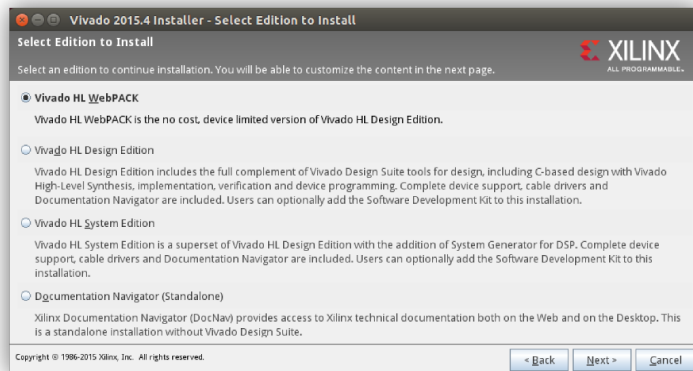 Vivado 2015.4 Installer - Select Edition to Install
Select Edition to Install
Select an edition to continue installation. You will be able to customize the content in the next page.
XILINX
ALL PROGRAMMABLE.
Vivado HL WebPACK
Vivado HL WebPACK is the no cost, device limited version of Vivado HL Design Edition.
Vivado HL Design Edition
Vivado HL Design Edition includes the full complement of Vivado Design Suite tools for design, including C-based design with Vivado
High-Level Synthesis, implementation, verification and device programming. Complete device support, cable drivers and
Documentation Navigator are included. Users can optionally add the Software Development Kit to this installation.
Vivado HL System Edition
Vivado HL System Edition is a superset of Vivado HL Design Edition with the addition of System Generator for DSP. Complete device
support, cable drivers and Documentation Navigator are included. Users can optionally add the Software Development Kit to this
installation.
Documentation Navigator (Standalone)
Xilinx Documentation Navigator (DocNav) provides access to Xilinx technical documentation both on the Web and on the Desktop. This
is a standalone installation without Vivado Design Suite.
Copyright © 1986-2015 Xilinx, Inc. All rights reserved.
< Back Next > Cancel